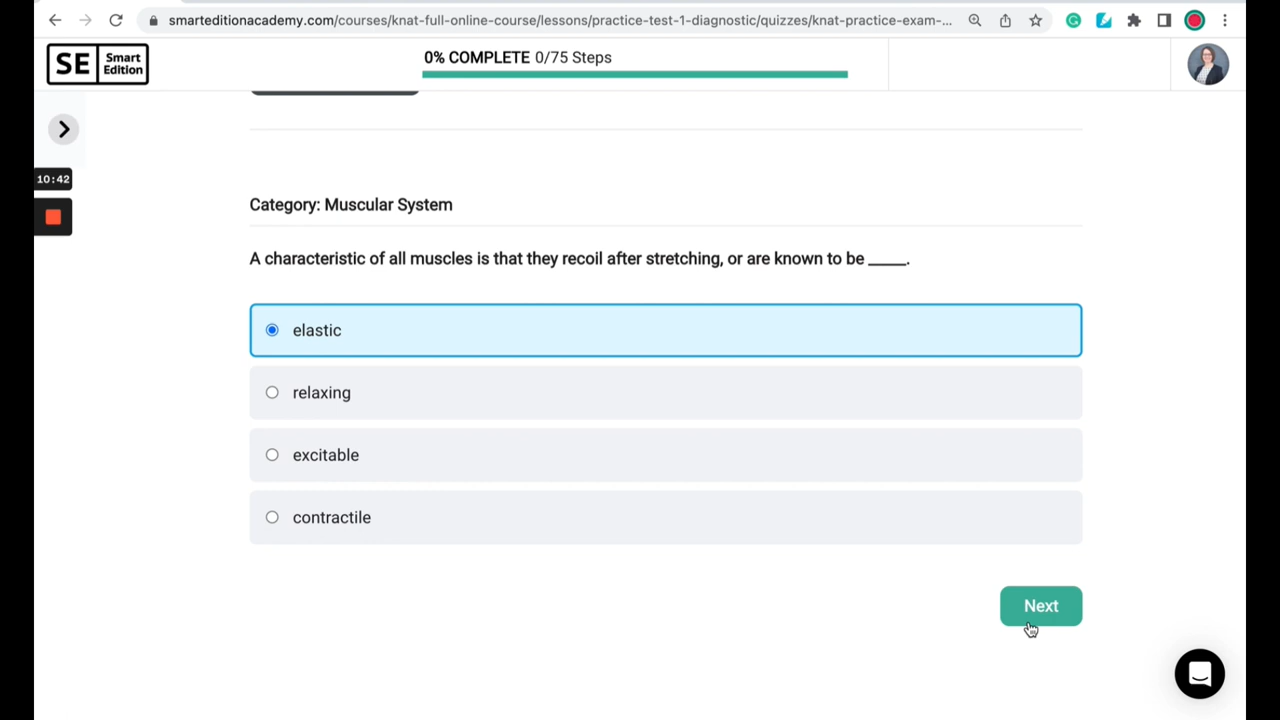 smarteditionacademy.com/courses/knat-full-online-course/lessons/practice-test-1-diagnostic/quizzes/knat-practice-exam-...
SE Smart Edition
0% COMPLETE 0/75 Steps
10:42
Category: Muscular System
A characteristic of all muscles is that they recoil after stretching, or are known to be _____.
elastic
relaxing
excitable
contractile
Next